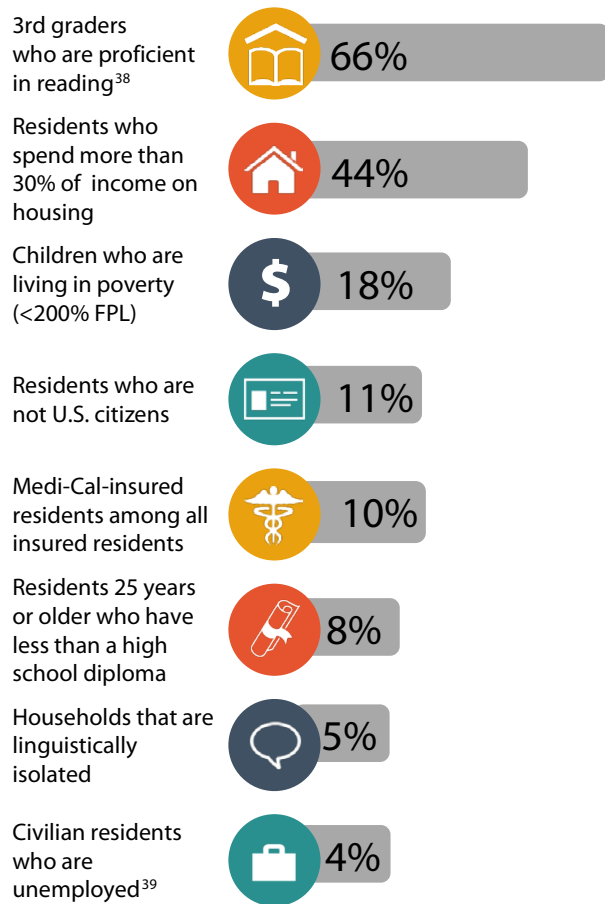 3rd graders
who are proficient
in reading³⁸
66%
Residents who
spend more than
30% of income on
housing
44%
Children who are
living in poverty
(<200% FPL)
$
18%
Residents who are
not U.S. citizens
11%
Medi-Cal-insured
residents among all
insured residents
10%
Residents 25 years
or older who have
less than a high
school diploma
8%
Households that are
linguistically
isolated
5%
Civilian residents
who are
unemployed³⁹
4%